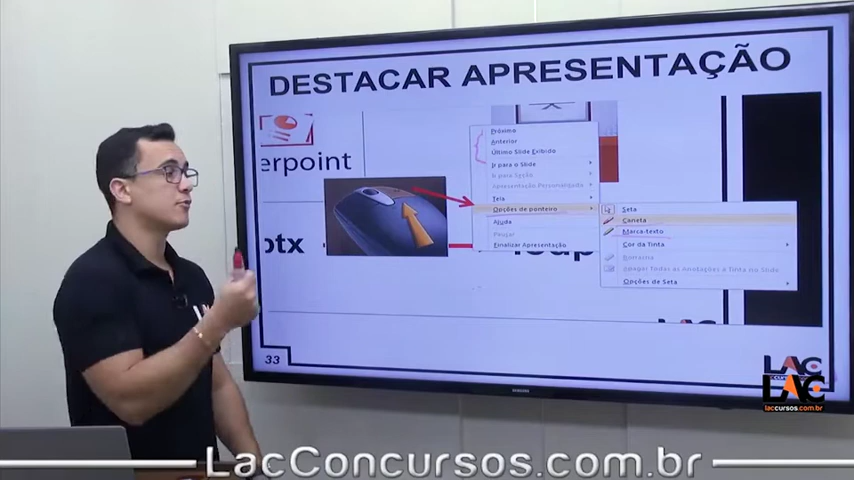 DESTACAR APRESENTAÇÃO
erpoint
otx
Próximo
Anterior
Último Slide Exibido
Ir para o Slide
Ir para Seção
Apresentação Personalizada
Tela
Opções de ponteiro
Ajuda
Pausar
Finalizar Apresentação
Seta
Caneta
Marca-texto
Cor da Tinta
Borracha
Apagar Todas as Anotações à Tinta no Slide
Opções de Seta
33
LAC
SAMSUNG
LAC
laccursos.com.br
LacConcursos.com.br